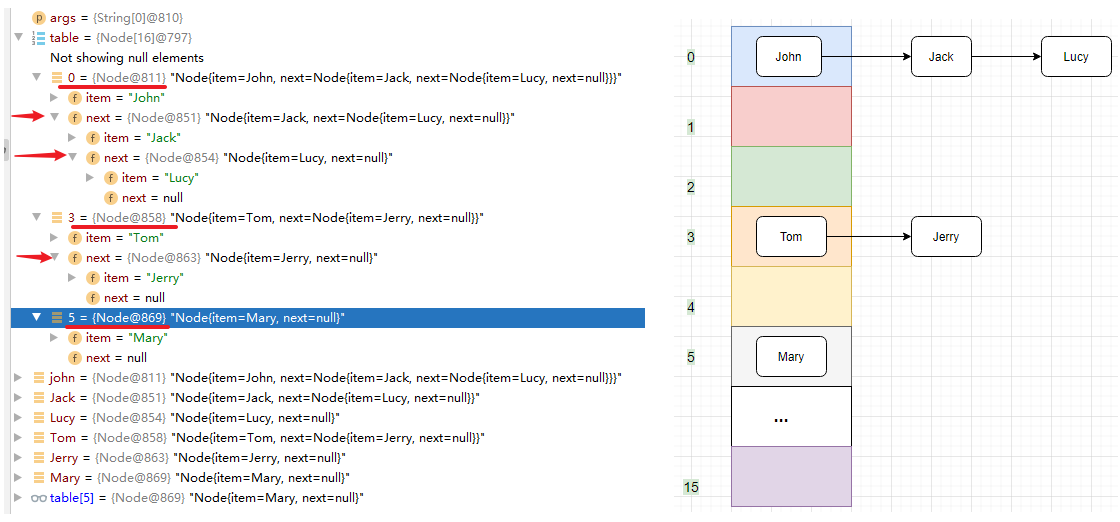 args = {String[0]@810}
table = {Node[16]@797}
Not showing null elements
0 = {Node@811} "Node{item=John, next=Node{item=Jack, next=Node{item=Lucy, next=null}}}"
item = "John"
next = {Node@851} "Node{item=Jack, next=Node{item=Lucy, next=null}}"
item = "Jack"
next = {Node@854} "Node{item=Lucy, next=null}"
item = "Lucy"
next = null
3 = {Node@858} "Node{item=Tom, next=Node{item=Jerry, next=null}}"
item = "Tom"
next = {Node@863} "Node{item=Jerry, next=null}"
item = "Jerry"
next = null
5 = {Node@869} "Node{item=Mary, next=null}"
item = "Mary"
next = null
john = {Node@811} "Node{item=John, next=Node{item=Jack, next=Node{item=Lucy, next=null}}}"
Jack = {Node@851} "Node{item=Jack, next=Node{item=Lucy, next=null}}"
Lucy = {Node@854} "Node{item=Lucy, next=null}"
Tom = {Node@858} "Node{item=Tom, next=Node{item=Jerry, next=null}}"
Jerry = {Node@863} "Node{item=Jerry, next=null}"
Mary = {Node@869} "Node{item=Mary, next=null}"
table[5] = {Node@869} "Node{item=Mary, next=null}"
0 John Jack Lucy
1
2
3 Tom Jerry
4
5 Mary
...
15